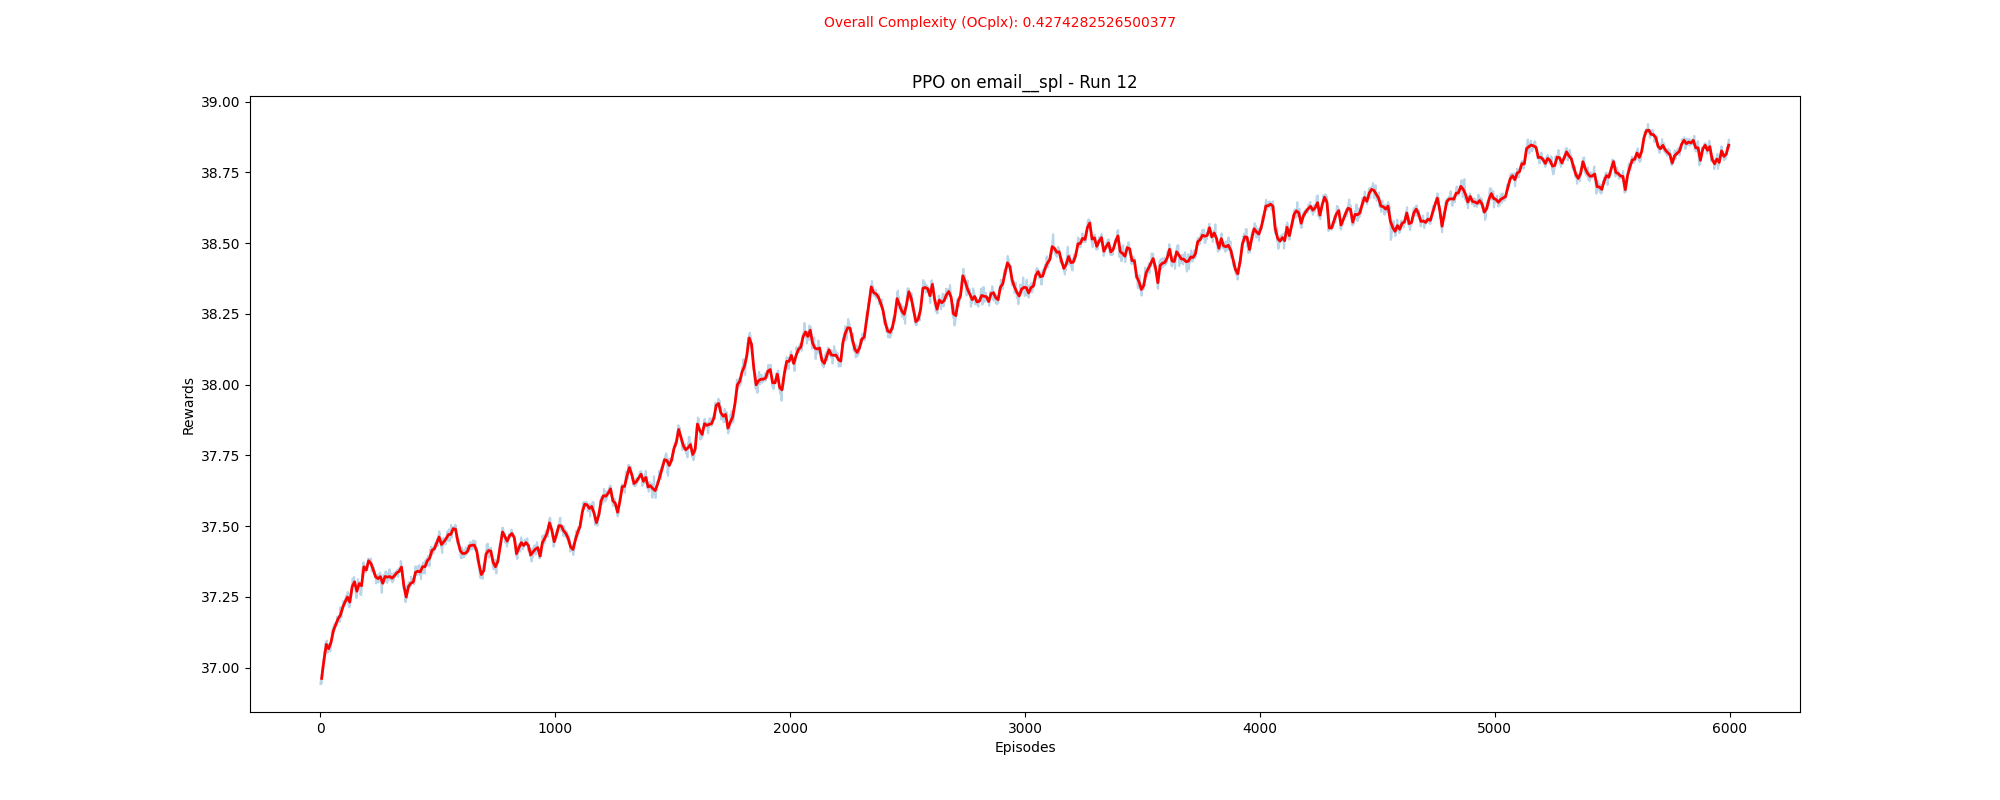 Overall Complexity (OCplx): 0.4274282526500377
PPO on email__spl - Run 12
39.00
38.75
38.50
38.25
38.00
37.75
37.50
37.25
37.00
Rewards
0 1000 2000 3000 4000 5000 6000
Episodes